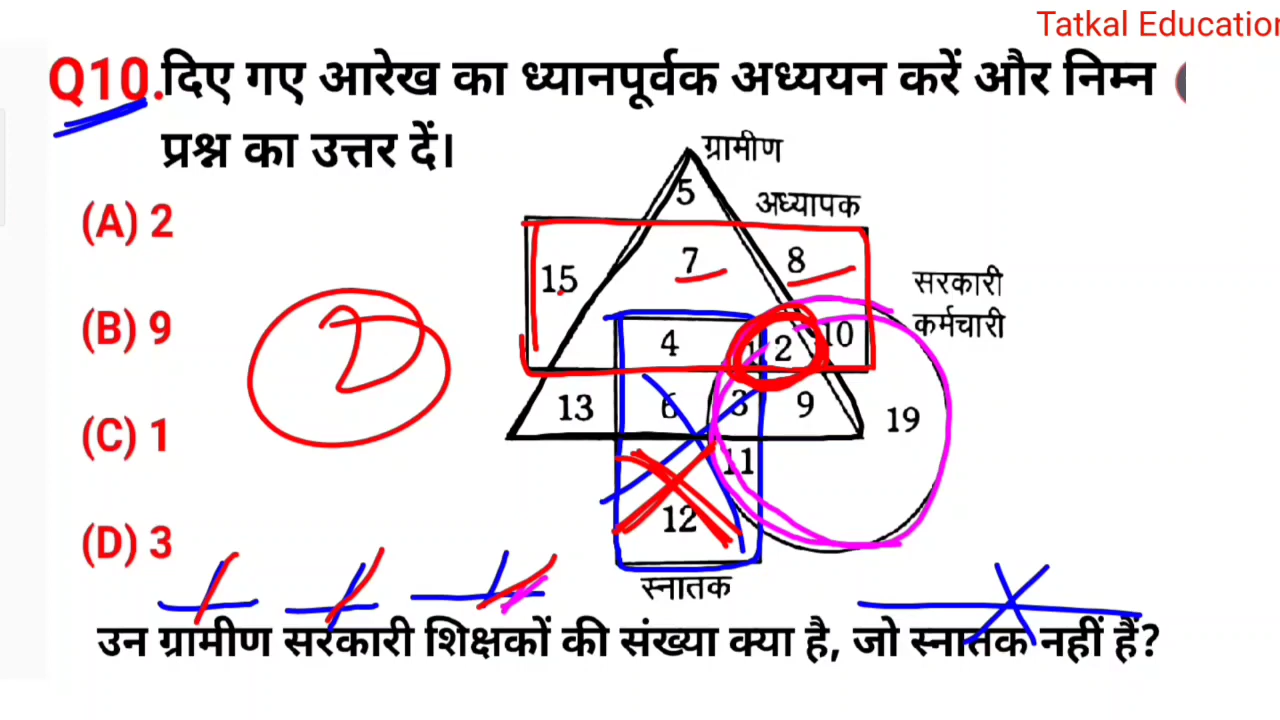 Tatkal Education
Q10. दिए गए आरेख का ध्यानपूर्वक अध्ययन करें और निम्न
प्रश्न का उत्तर दें।
ग्रामीण
5
(A) 2
अध्यापक
15
7
8
सरकारी
कर्मचारी
(B) 9
2
4
1
2
10
13
6
3
9
19
(C) 1
11
12
(D) 3
स्नातक
उन ग्रामीण सरकारी शिक्षकों की संख्या क्या है, जो स्नातक नहीं हैं?